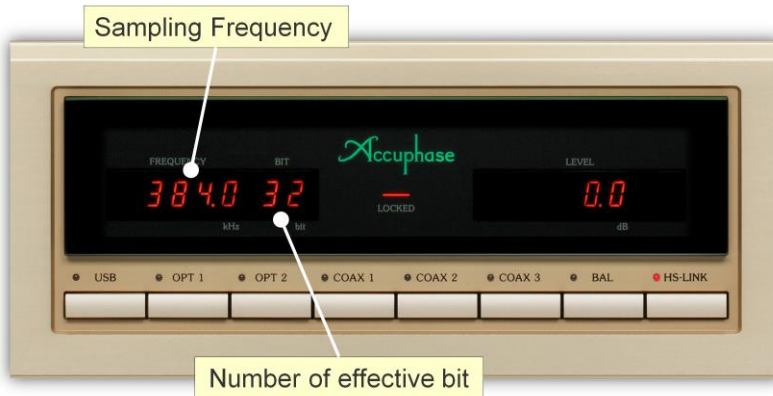 Sampling Frequency
Accuphase
FREQUENCY BIT LEVEL
384.0 32 0.0
LOCKED
kHz bit dB
USB OPT 1 OPT 2 COAX 1 COAX 2 COAX 3 BAL HS-LINK
Number of effective bit